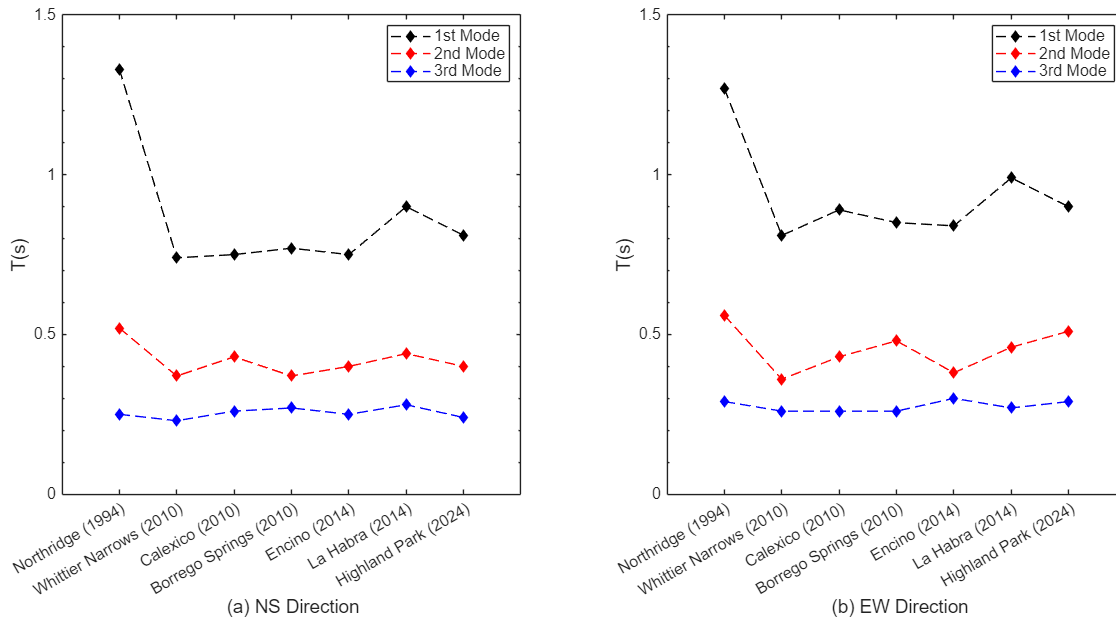 1.5
1
0.5
0
T(s)
1st Mode
2nd Mode
3rd Mode
Northridge (1994)
Whittier Narrows (2010)
Calexico (2010)
Borrego Springs (2010)
Encino (2014)
La Habra (2014)
Highland Park (2024)
(a) NS Direction
1.5
1
0.5
0
T(s)
1st Mode
2nd Mode
3rd Mode
Northridge (1994)
Whittier Narrows (2010)
Calexico (2010)
Borrego Springs (2010)
Encino (2014)
La Habra (2014)
Highland Park (2024)
(b) EW Direction